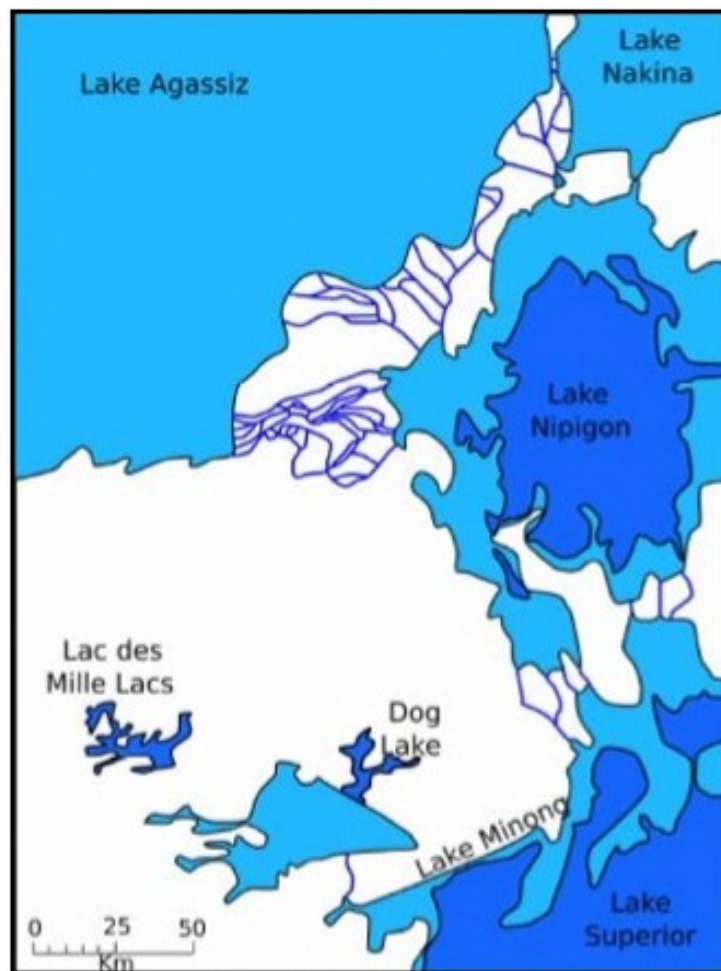 Lake Agassiz
Lake
Nakina
Lake
Nipigon
Lac des
Mille Lacs
Dog
Lake
Lake Minong
Lake
Superior
0 25 50
Km